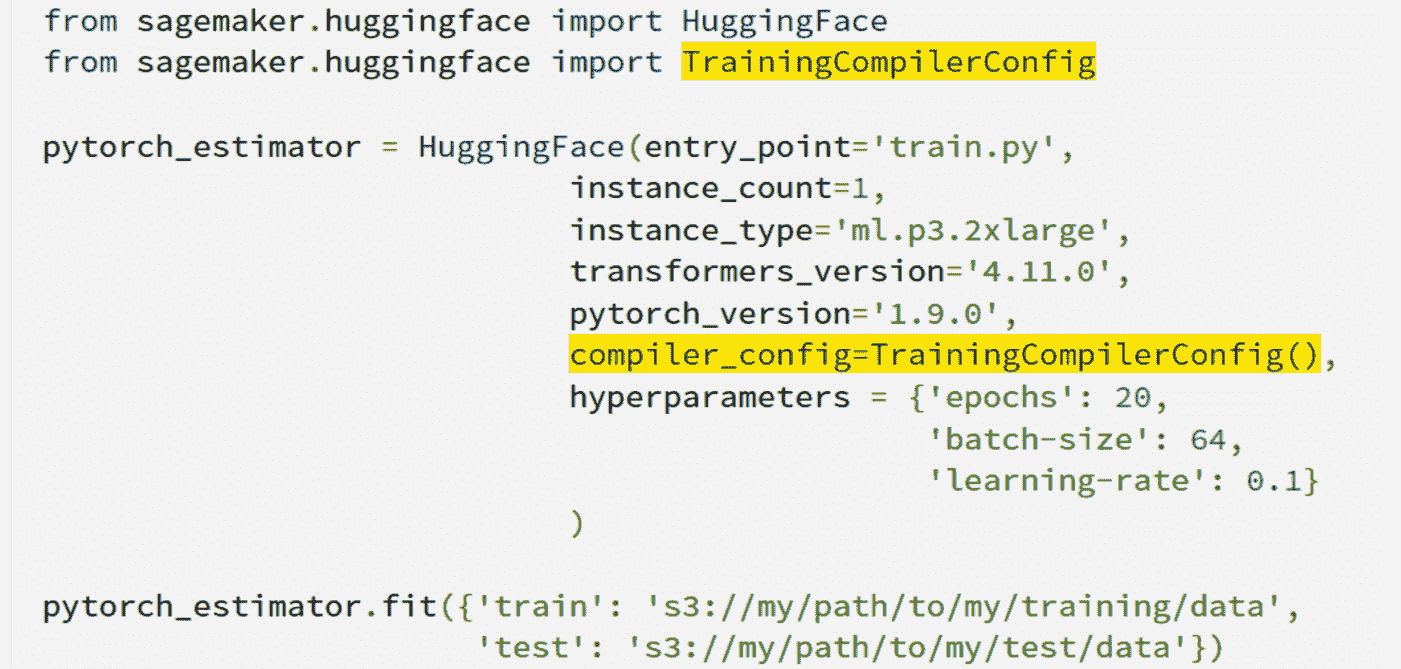 from sagemaker.huggingface import HuggingFace
from sagemaker.huggingface import TrainingCompilerConfig
pytorch_estimator = HuggingFace(entry_point='train.py',
instance_count=1,
instance_type='ml.p3.2xlarge',
transformers_version='4.11.0',
pytorch_version='1.9.0',
compiler_config=TrainingCompilerConfig(),
hyperparameters = {'epochs': 20,
'batch-size': 64,
'learning-rate': 0.1}
)
pytorch_estimator.fit({'train': 's3://my/path/to/my/training/data',
'test': 's3://my/path/to/my/test/data'})